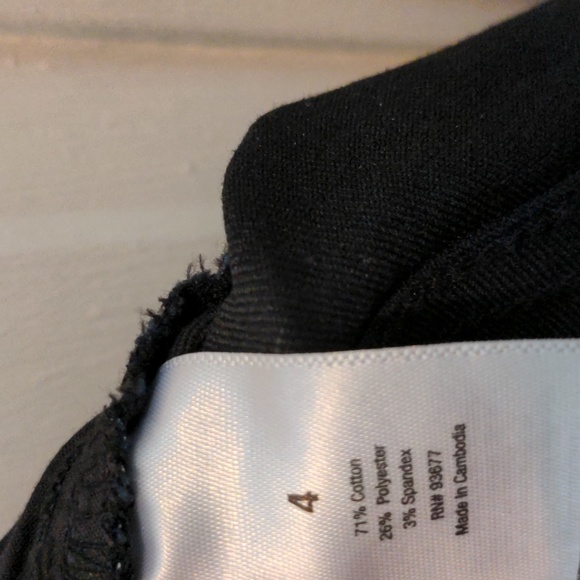 4
71% Cotton
26% Polyester
3% Spandex
RN# 93677
Made In Cambodia